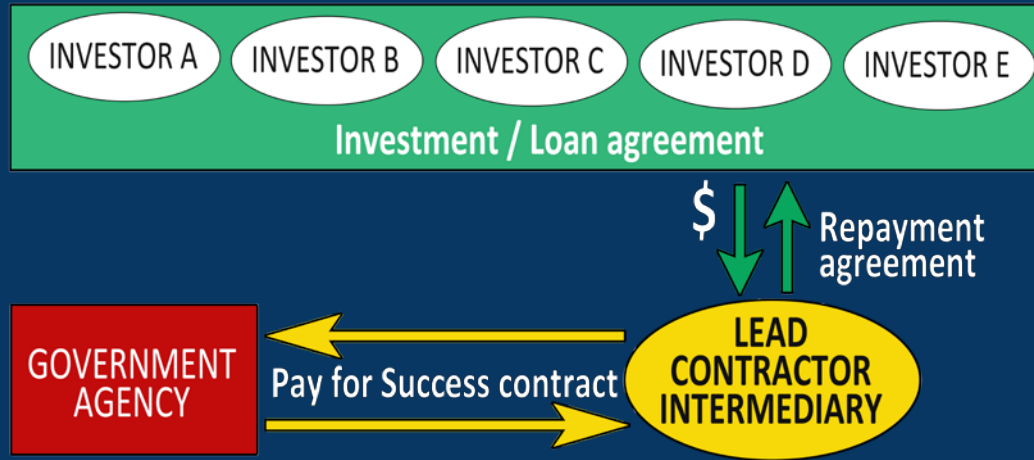 INVESTOR A
INVESTOR B
INVESTOR C
INVESTOR D
INVESTOR E
Investment / Loan agreement
$
Repayment
agreement
GOVERNMENT
AGENCY
Pay for Success contract
LEAD
CONTRACTOR
INTERMEDIARY